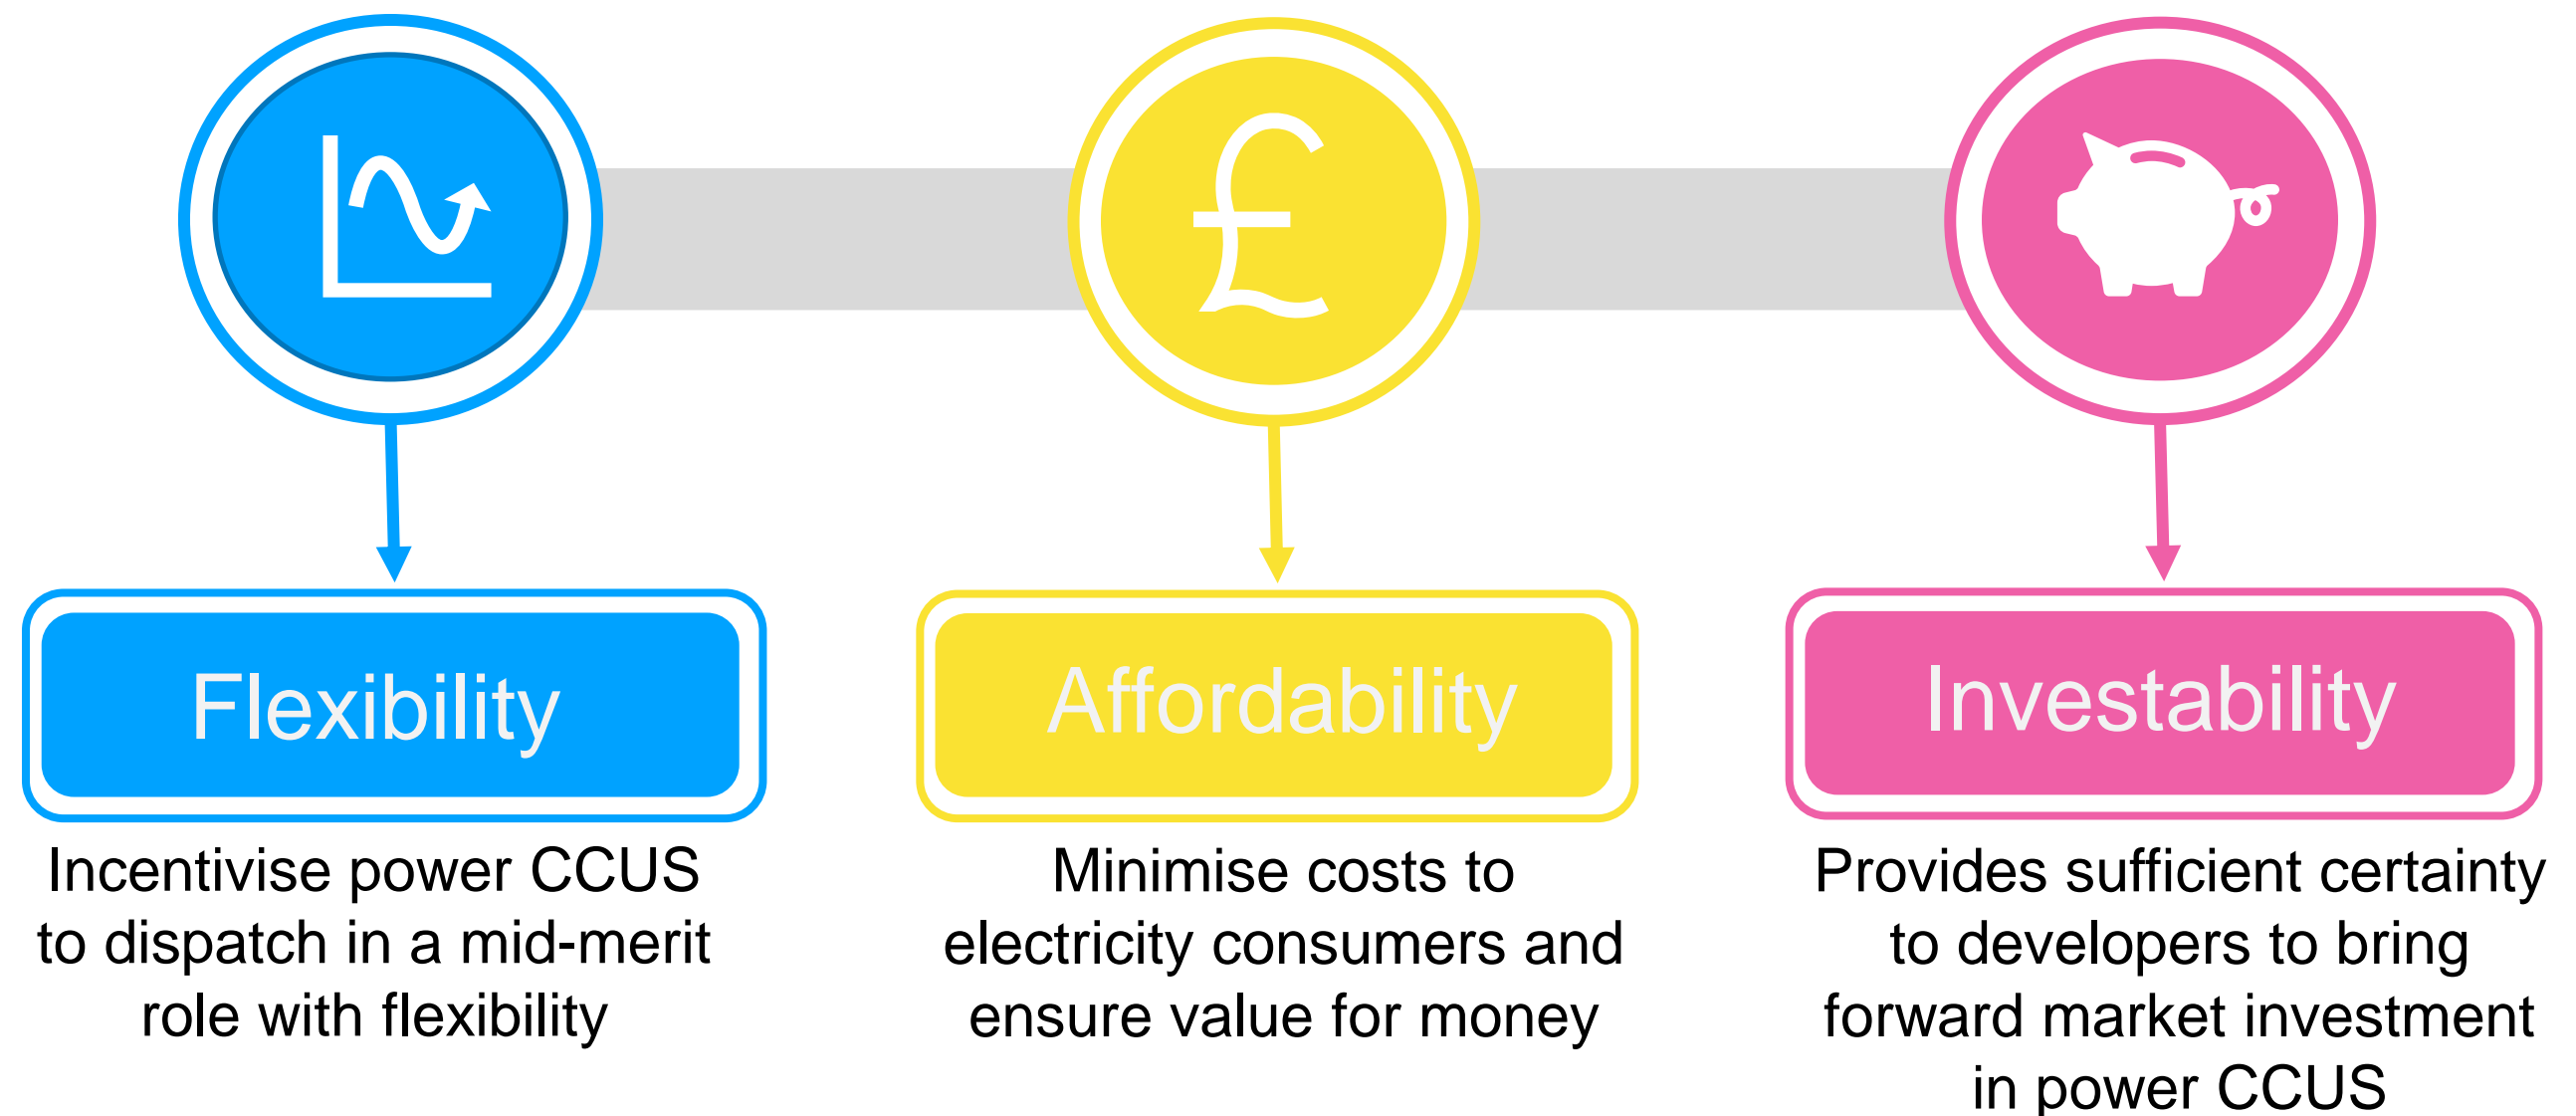 £
Flexibility
Affordability
Investability
Incentivise power CCUS
to dispatch in a mid-merit
role with flexibility
Minimise costs to
electricity consumers and
ensure value for money
Provides sufficient certainty
to developers to bring
forward market investment
in power CCUS